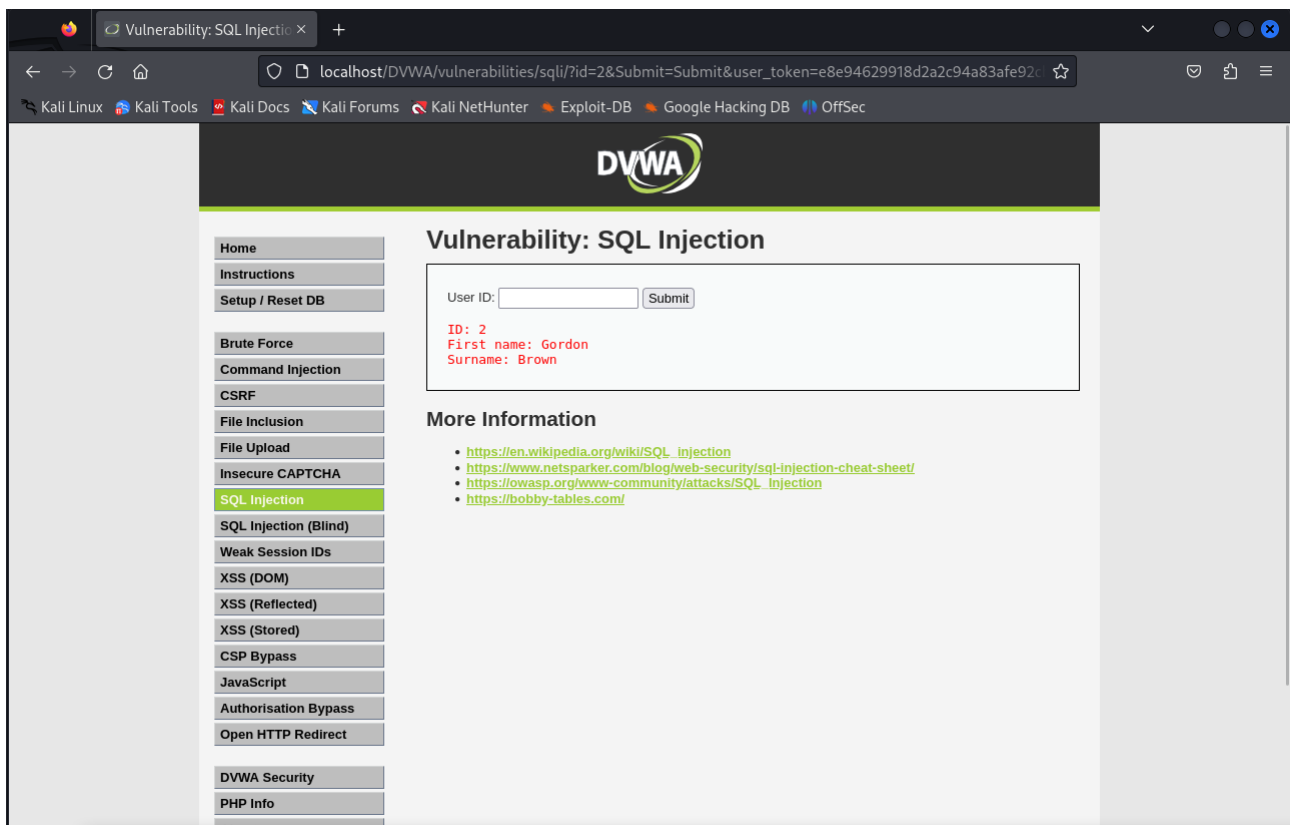 Vulnerability: SQL Injectio
localhost/DVWA/vulnerabilities/sqli/?id=2&Submit=Submit&user_token=e8e94629918d2a2c94a83afe92c
Kali Linux Kali Tools Kali Docs Kali Forums Kali NetHunter Exploit-DB Google Hacking DB OffSec
DVWA
Home
Instructions
Setup / Reset DB
Brute Force
Command Injection
CSRF
File Inclusion
File Upload
Insecure CAPTCHA
SQL Injection
SQL Injection (Blind)
Weak Session IDs
XSS (DOM)
XSS (Reflected)
XSS (Stored)
CSP Bypass
JavaScript
Authorisation Bypass
Open HTTP Redirect
DVWA Security
PHP Info
Vulnerability: SQL Injection
User ID: Submit
ID: 2
First name: Gordon
Surname: Brown
More Information
https://en.wikipedia.org/wiki/SQL_injection
https://www.netsparker.com/blog/web-security/sql-injection-cheat-sheet/
https://owasp.org/www-community/attacks/SQL_Injection
https://bobby-tables.com/